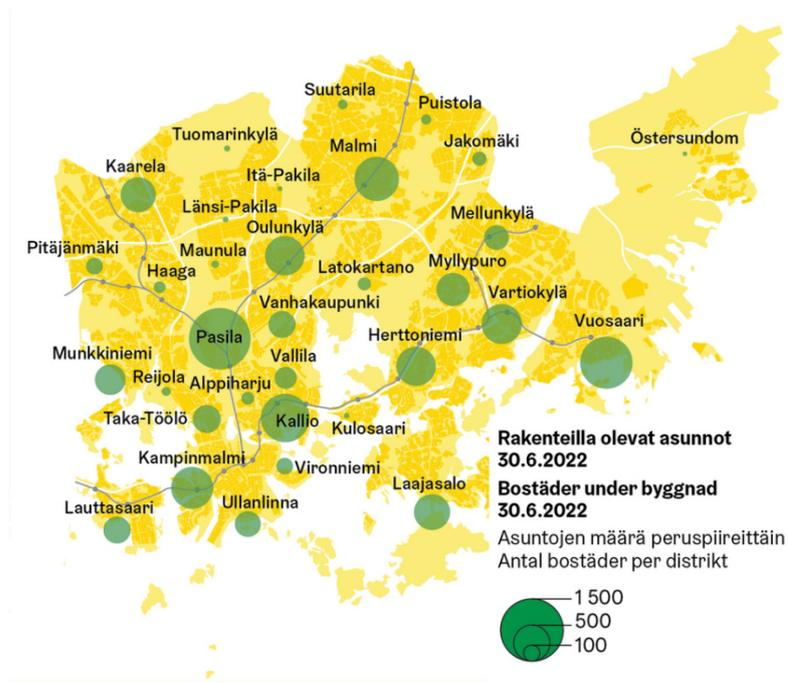 Suutarila
Puistola
Tuomarinkylä
Malmi
Jakomäki
Östersundom
Kaarela
Itä-Pakila
Länsi-Pakila
Mellunkylä
Oulunkylä
Pitäjänmäki
Maunula
Haaga
Latokartano
Myllypuro
Vartiokylä
Vanhakaupunki
Vuosaari
Pasila
Herttoniemi
Munkkiniemi
Vallila
Reijola
Alppiharju
Taka-Töölö
Kallio
Kulosaari
Kampinmalmi
Vironniemi
Laajasalo
Lauttasaari
Ullanlinna
Rakenteilla olevat asunnot
30.6.2022
Bostäder under byggnad
30.6.2022
Asuntojen määrä peruspiireittäin
Antal bostäder per distrikt
1 500
500
100